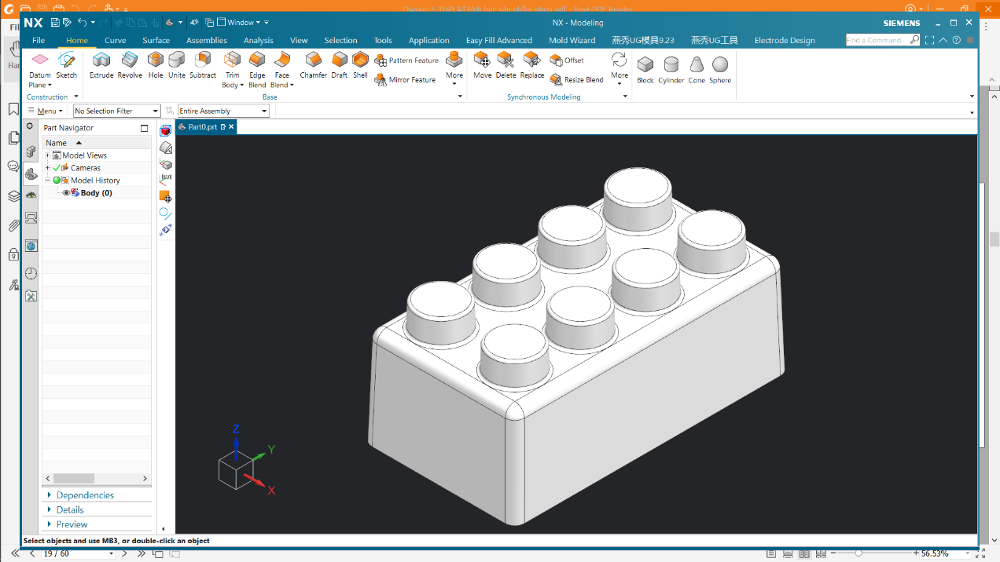 Chương 5 Thiết kế hình học sản phẩm nhựa.pdf - Foxit PDF Reader
Fil
NX
Window
NX - Modeling
SIEMENS
File Home Curve Surface Assemblies Analysis View Selection Tools Application Easy Fill Advanced Mold Wizard 燕秀UG模具9.23 燕秀UG工具 Electrode Design Find a Command
Har
Datum Plane
Sketch
Extrude
Revolve
Hole
Unite
Subtract
Trim Body
Edge Blend
Face Blend
Chamfer
Draft
Shell
Pattern Feature
Mirror Feature
More
Move
Delete
Replace
Offset
Resize Blend
More
Block
Cylinder
Cone
Sphere
Construction
Base
Synchronous Modeling
Menu
No Selection Filter
Entire Assembly
Part Navigator
Part0.prt
Name
Model Views
Cameras
Model History
Body (0)
Z
Y
X
Dependencies
Details
Preview
Select objects and use MB3, or double-click an object
19 / 60
56.53%